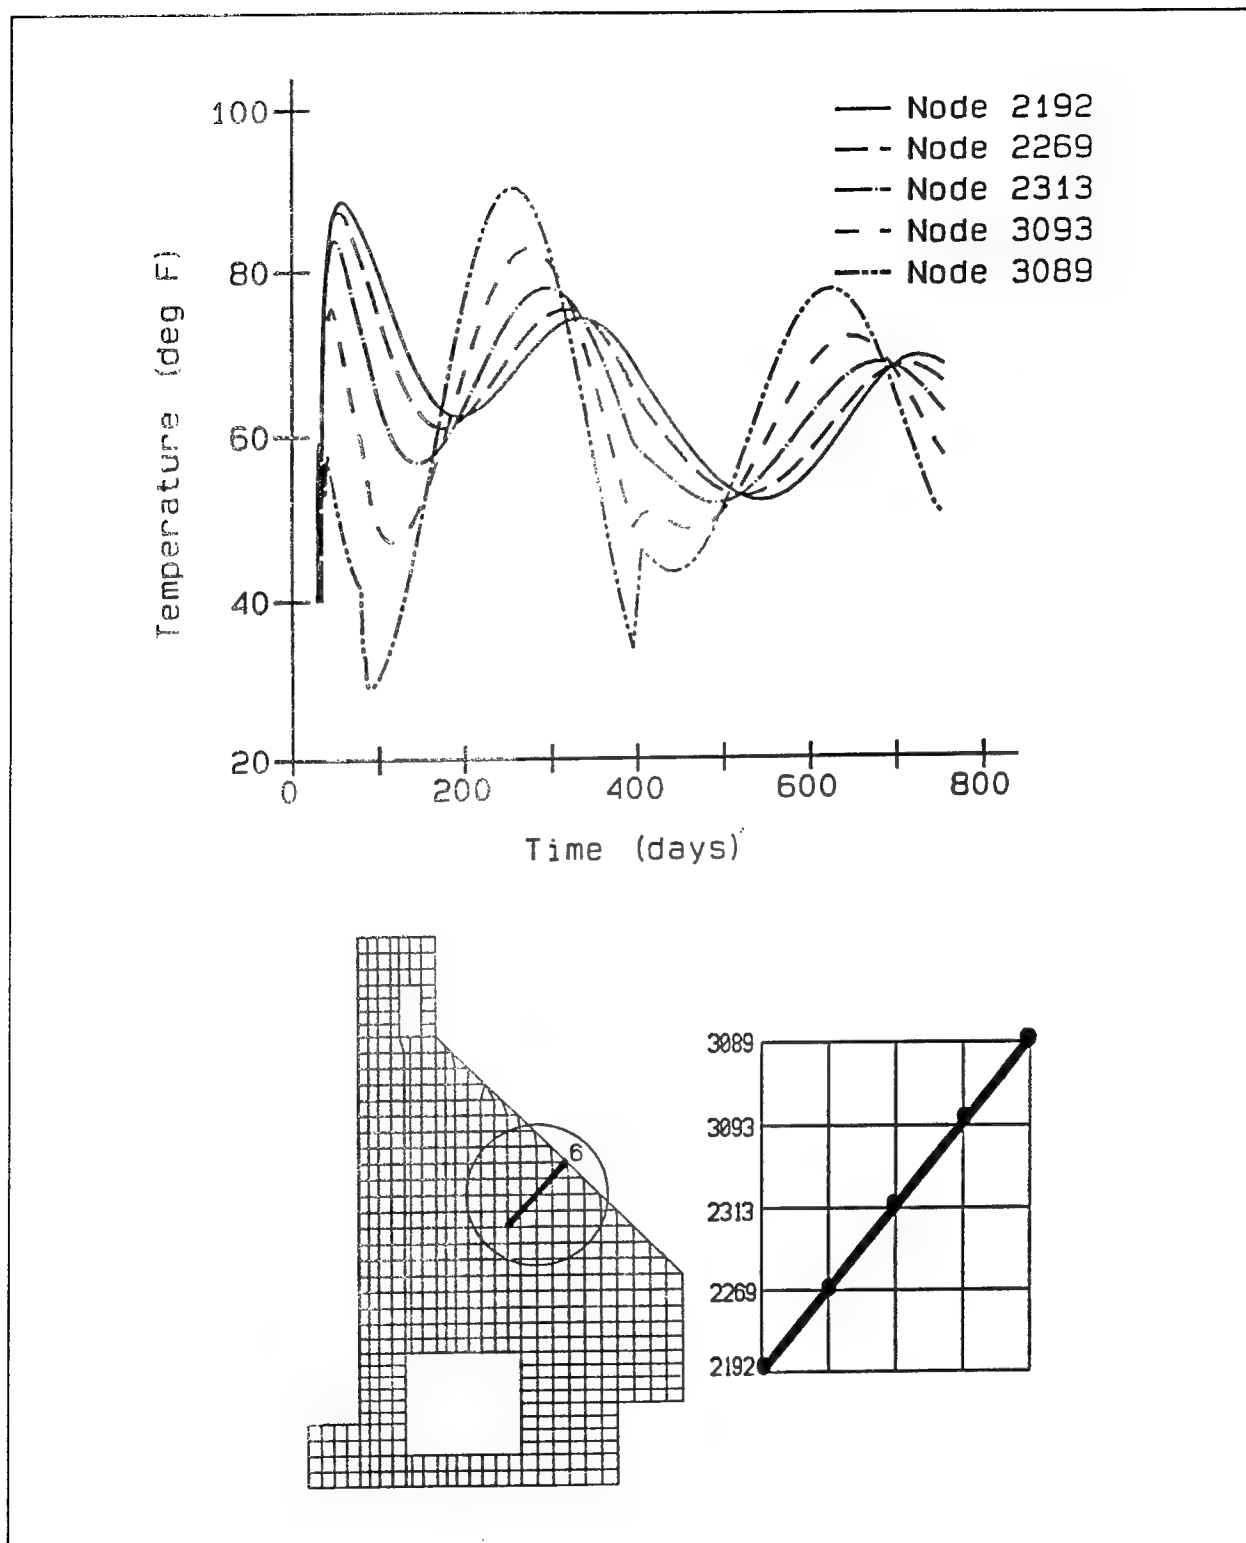 100
80
60
40
20
Temperature (deg F)
Node 2192
Node 2269
Node 2313
Node 3093
Node 3089
0 200 400 600 800
Time (days)
6
3089
3093
2313
2269
2192